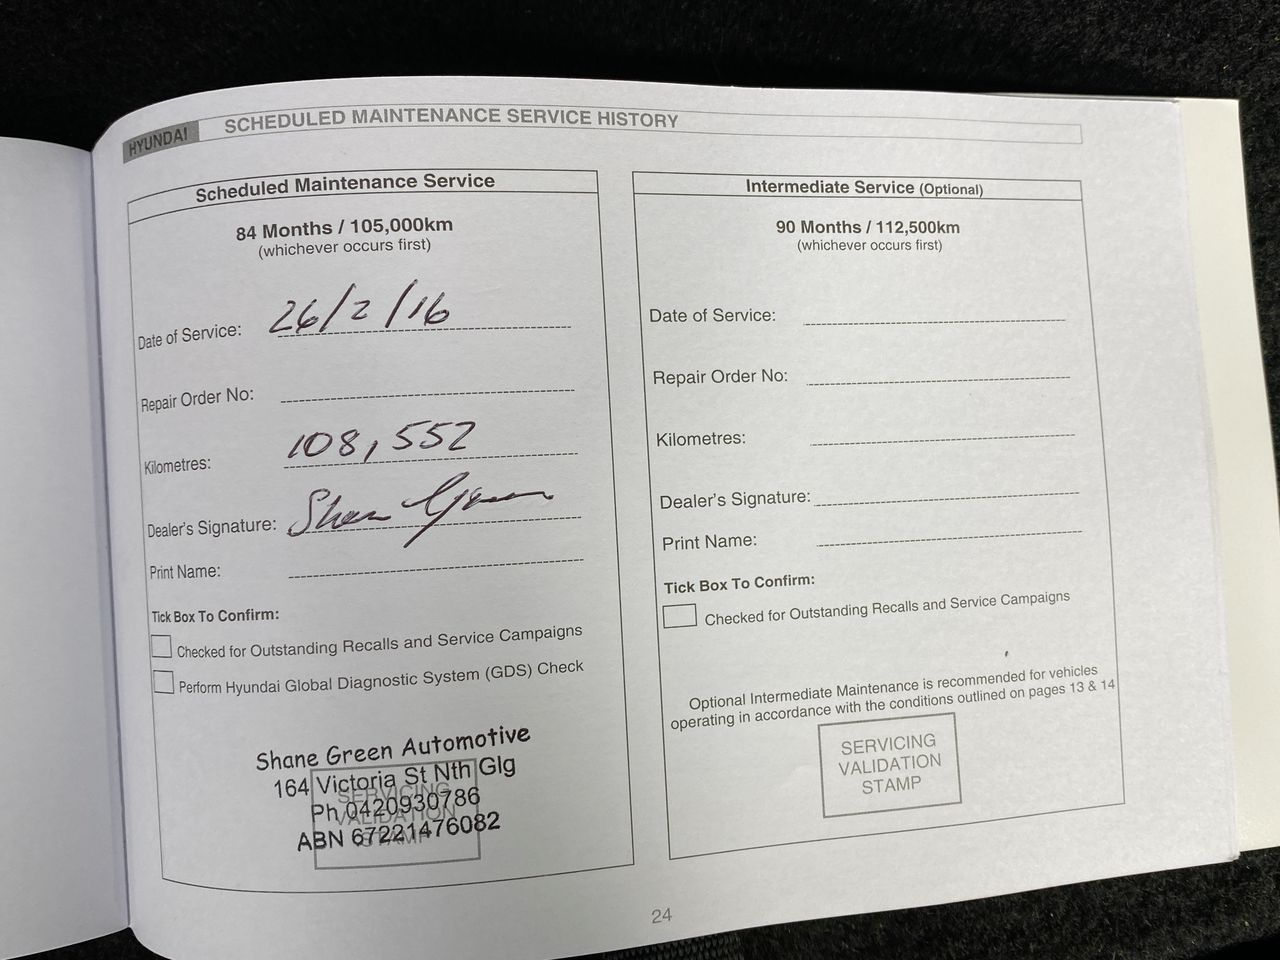 HYUNDAI
SCHEDULED MAINTENANCE SERVICE HISTORY
Scheduled Maintenance Service
84 Months / 105,000km
(whichever occurs first)
Date of Service: 26/2/16
Repair Order No:
Kilometres: 108,552
Dealer's Signature: Shane Green
Print Name:
Tick Box To Confirm:
Checked for Outstanding Recalls and Service Campaigns
Perform Hyundai Global Diagnostic System (GDS) Check
Shane Green Automotive
164 Victoria St Nth Glg
Ph 0420930786
ABN 67221476082
SERVICING
VALIDATION
STAMP
Intermediate Service (Optional)
90 Months / 112,500km
(whichever occurs first)
Date of Service:
Repair Order No:
Kilometres:
Dealer's Signature:
Print Name:
Tick Box To Confirm:
Checked for Outstanding Recalls and Service Campaigns
Optional Intermediate Maintenance is recommended for vehicles
operating in accordance with the conditions outlined on pages 13 & 14
SERVICING
VALIDATION
STAMP
24